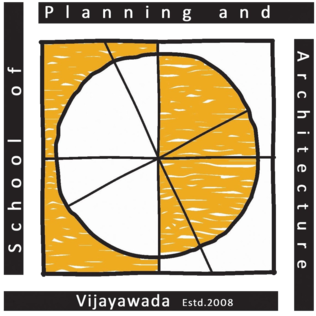 School of
Planning and
Architecture
Vijayawada Estd.2008